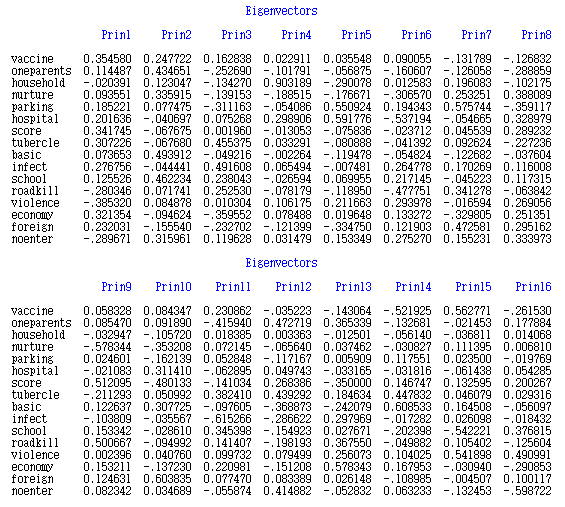 Eigenvectors
Prin1 Prin2 Prin3 Prin4 Prin5 Prin6 Prin7 Prin8
vaccine 0.354580 0.247722 0.162838 0.022911 0.035548 0.090055 -.131789 -.126832
oneparents 0.114487 0.434651 -.252690 -.101791 -.056875 -.160607 -.126058 -.288859
household -.020391 0.123047 -.134270 0.903189 -.290079 0.012583 0.196083 -.102175
nurture 0.093551 0.335915 -.139153 -.188515 -.176671 -.306570 0.253251 0.388089
parking 0.185221 0.077475 -.311163 -.054086 0.550924 0.194343 0.575744 -.359117
hospital 0.201636 -.040697 0.075268 0.298906 0.591776 -.537194 -.054665 0.328979
score 0.341745 -.067675 0.001960 -.013053 -.075836 -.023712 0.045539 0.289232
tubercle 0.307226 -.067680 0.455375 0.033291 -.080888 -.041392 0.092624 -.227236
basic 0.073653 0.493912 -.049216 -.002264 -.119478 -.054824 -.122682 -.037604
infect 0.276756 -.044441 0.491608 0.065494 -.007481 0.264778 0.170269 0.116008
school 0.125526 0.462234 0.238043 -.026594 0.069955 0.217145 -.045223 0.117315
roadkill -.280346 0.071741 0.252530 -.078179 -.118950 -.477751 0.341278 -.063842
violence -.385320 0.084878 0.010304 0.106175 0.211663 0.293978 -.016594 0.269056
economy 0.321354 -.094624 -.359552 0.078488 0.019648 0.133272 -.329805 0.251351
foreign 0.232031 -.155540 -.232702 -.121399 -.334750 0.121903 0.472581 0.295162
noenter -.289671 0.315961 0.119628 0.031479 0.153349 0.275270 0.155231 0.333973
Eigenvectors
Prin9 Prin10 Prin11 Prin12 Prin13 Prin14 Prin15 Prin16
vaccine 0.058328 0.084347 0.230862 -.035223 -.143064 -.521925 0.562771 -.261530
oneparents 0.085470 0.091890 -.415940 0.472719 0.365339 -.132681 -.021453 0.177884
household -.032947 -.105720 0.018385 0.003363 -.012501 -.056140 -.036811 0.014068
nurture -.578344 -.353208 0.072145 -.065640 0.037462 -.030827 0.111395 0.006810
parking 0.024601 -.162139 0.052848 -.117167 0.005909 0.117551 0.023500 -.019769
hospital -.021083 0.311410 -.062895 0.049743 -.033165 -.031816 -.061438 0.054285
score 0.512095 -.480133 -.141034 0.268386 -.350000 0.146747 0.132595 0.200267
tubercle -.211293 0.050992 0.382410 0.439292 0.184634 0.447832 0.046079 0.029316
basic 0.122637 0.307725 -.097605 -.368873 -.242079 0.608533 0.164508 -.056097
infect -.103809 -.035567 -.615266 -.286622 0.297969 -.017292 0.026098 -.018432
school 0.153342 -.028610 0.345398 -.154923 0.027671 -.202398 -.542221 0.376815
roadkill 0.500667 -.094992 0.141407 -.198193 0.367550 -.049882 0.105402 -.125604
violence 0.002396 0.040760 0.099732 0.079499 0.256073 0.104025 0.541898 0.490991
economy 0.153211 -.137230 0.220981 -.151208 0.578343 0.167953 -.030940 -.290853
foreign 0.124631 0.603835 0.077470 0.083389 0.026148 -.108985 -.004507 0.100117
noenter 0.082342 0.034689 -.055874 0.414882 -.052832 0.063233 -.132453 -.598722